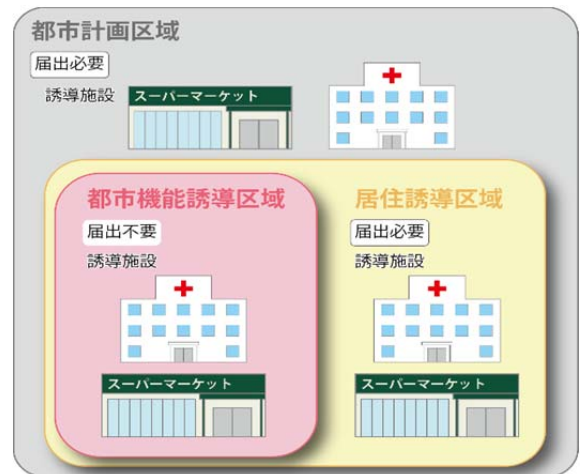 都市計画区域
届出必要
誘導施設
スーパーマーケット
都市機能誘導区域
届出不要
誘導施設
スーパーマーケット
居住誘導区域
届出必要
誘導施設
スーパーマーケット